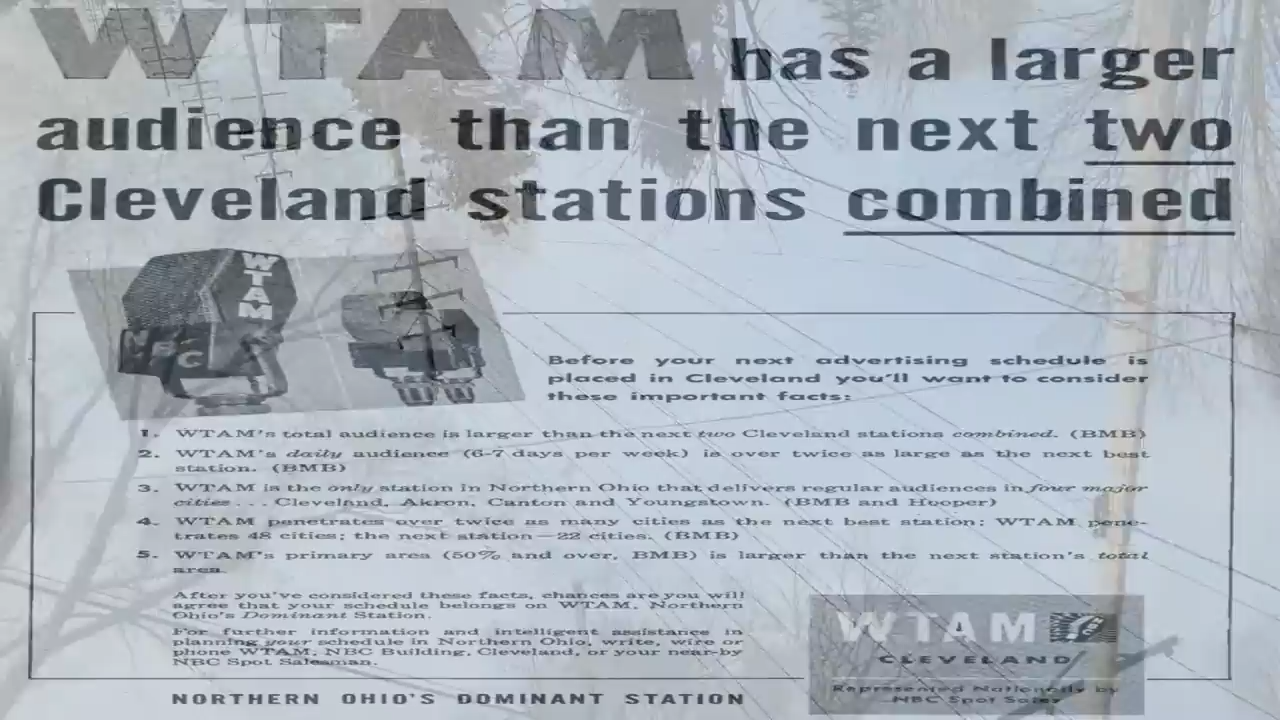 WTAM has a larger
audience than the next two
Cleveland stations combined
WTAM
NBC
Before your next advertising schedule is
placed in Cleveland you'll want to consider
these important facts:
1. WTAM's total audience is larger than the next two Cleveland stations combined. (BMB)
2. WTAM's daily audience (6-7 days per week) is over twice as large as the next best
station. (BMB)
3. WTAM is the only station in Northern Ohio that delivers regular audiences in four major
cities . . . Cleveland, Akron, Canton and Youngstown. (BMB and Hooper)
4. WTAM penetrates over twice as many cities as the next best station: WTAM pene-
trates 48 cities; the next station—22 cities. (BMB)
5. WTAM's primary area (50% and over, BMB) is larger than the next station's total
area.
After you've considered these facts, chances are you will
agree that your schedule belongs on WTAM, Northern
Ohio's Dominant Station.
For further information and intelligent assistance in
planning your schedule in Northern Ohio, write, wire or
phone WTAM, NBC Building, Cleveland, or your near-by
NBC Spot Salesman.
NORTHERN OHIO'S DOMINANT STATION
WTAM
CLEVELAND
Represented Nationally by
NBC Spot Sales